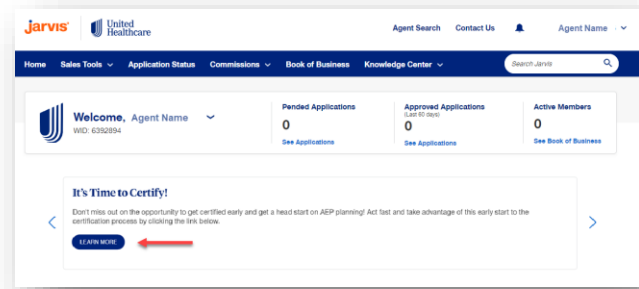 jarvis United Healthcare Agent Search Contact Us Agent Name
Home Sales Tools Application Status Commissions Book of Business Knowledge Center Search Jarvis
Welcome, Agent Name
WID: 6392894
Pended Applications
0
See Applications
Approved Applications
(Last 60 days)
0
See Applications
Active Members
0
See Book of Business
It's Time to Certify!
Don't miss out on the opportunity to get certified early and get a head start on AEP planning! Act fast and take advantage of this early start to the
certification process by clicking the link below.
LEARN MORE